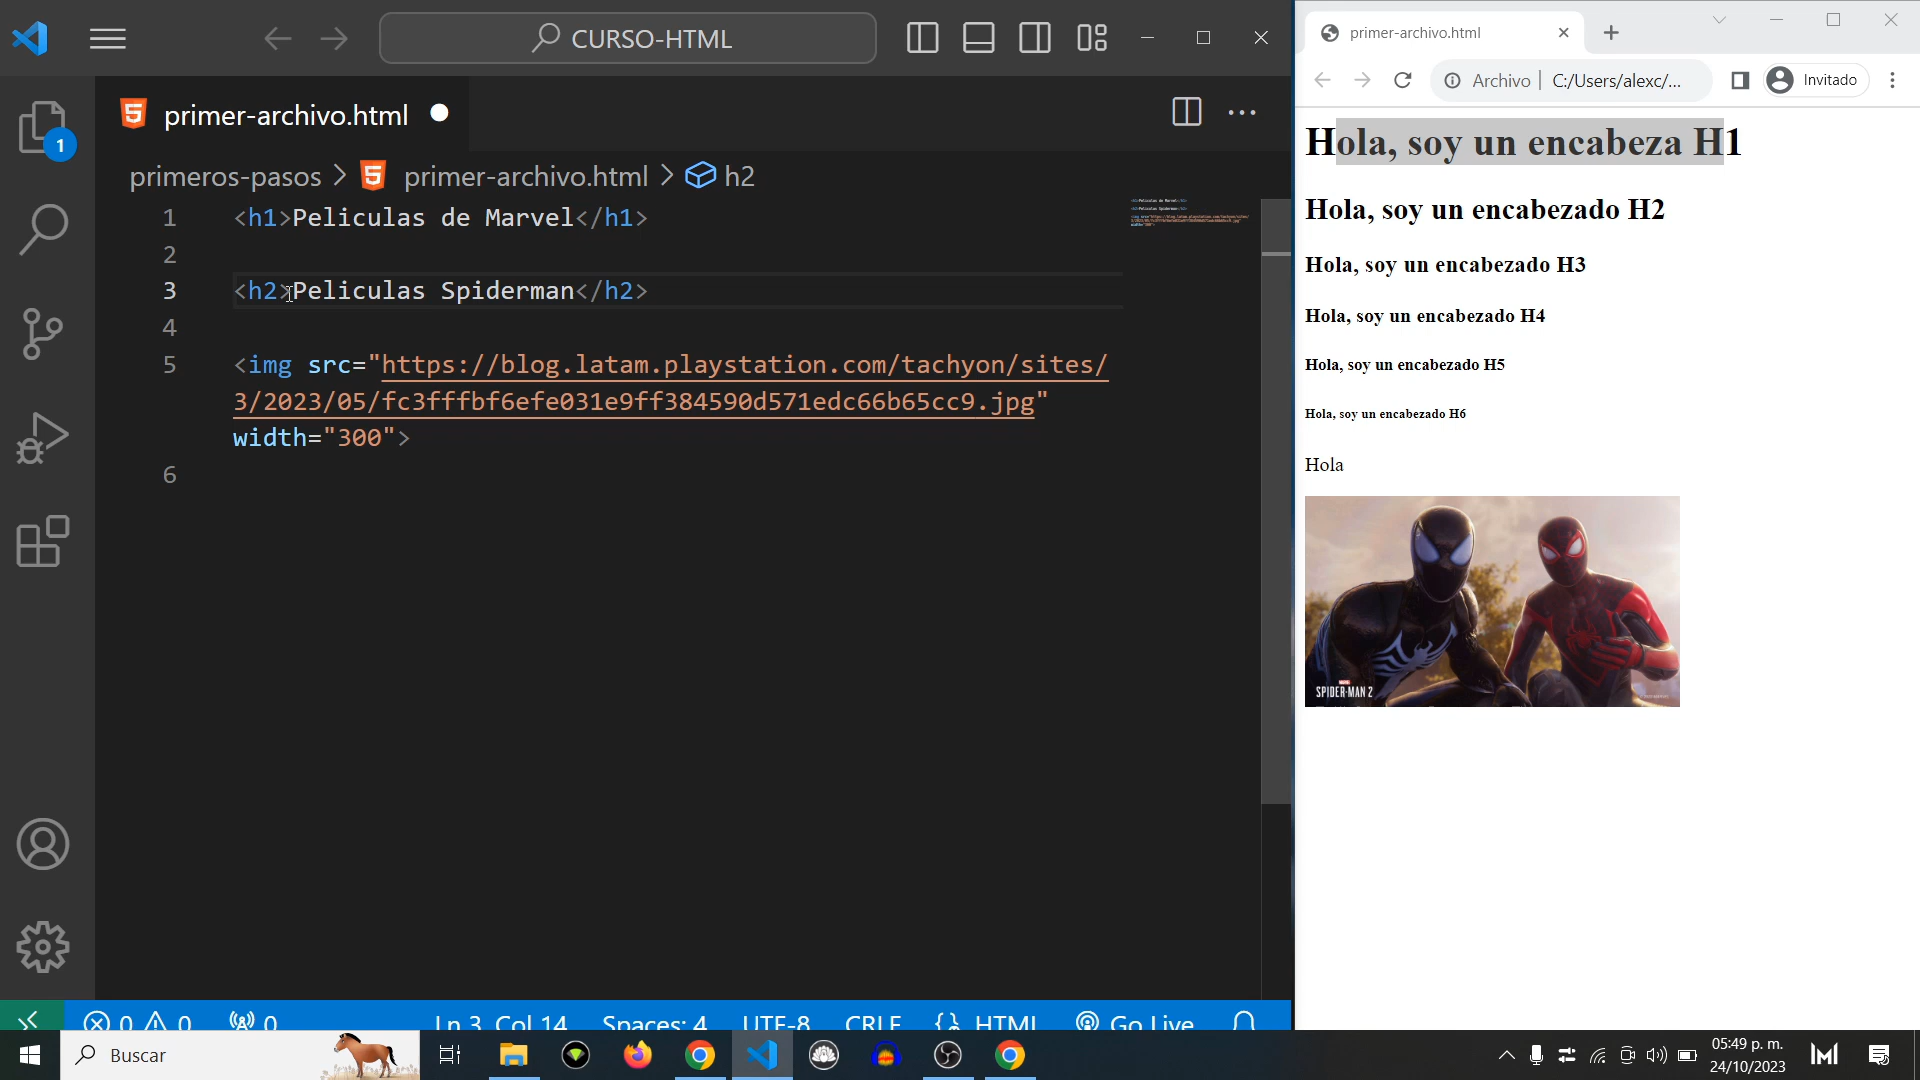 CURSO-HTML
primer-archivo.html
1
primeros-pasos > primer-archivo.html > h2
1 <h1>Peliculas de Marvel</h1>
2
3 <h2>Peliculas Spiderman</h2>
4
5 <img src="https://blog.latam.playstation.com/tachyon/sites/
3/2023/05/fc3fffbf6efe031e9ff384590d571edc66b65cc9.jpg"
width="300">
6
0 0 0 Ln 3, Col 14 Spaces: 4 UTF-8 CRLF {} HTML Go Live
primer-archivo.html
Archivo | C:/Users/alexc/... Invitado
Hola, soy un encabeza H1
Hola, soy un encabezado H2
Hola, soy un encabezado H3
Hola, soy un encabezado H4
Hola, soy un encabezado H5
Hola, soy un encabezado H6
Hola
MARVEL
SPIDER-MAN 2
Buscar
05:49 p. m.
24/10/2023